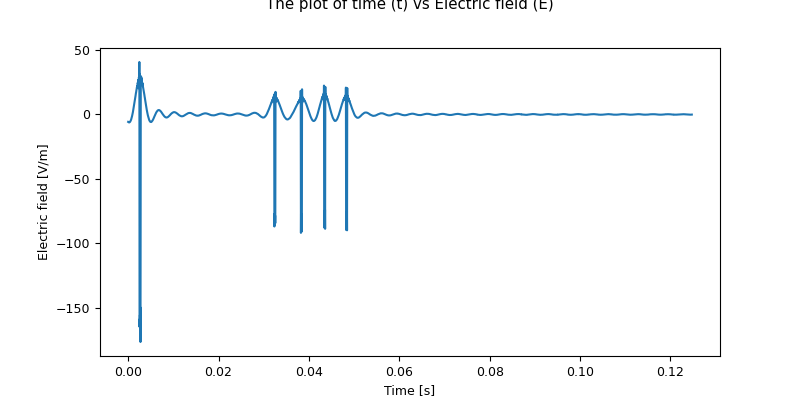 The plot of time (t) vs Electric field (E)
50
0
−50
−100
−150
Electric field [V/m]
0.00 0.02 0.04 0.06 0.08 0.10 0.12
Time [s]